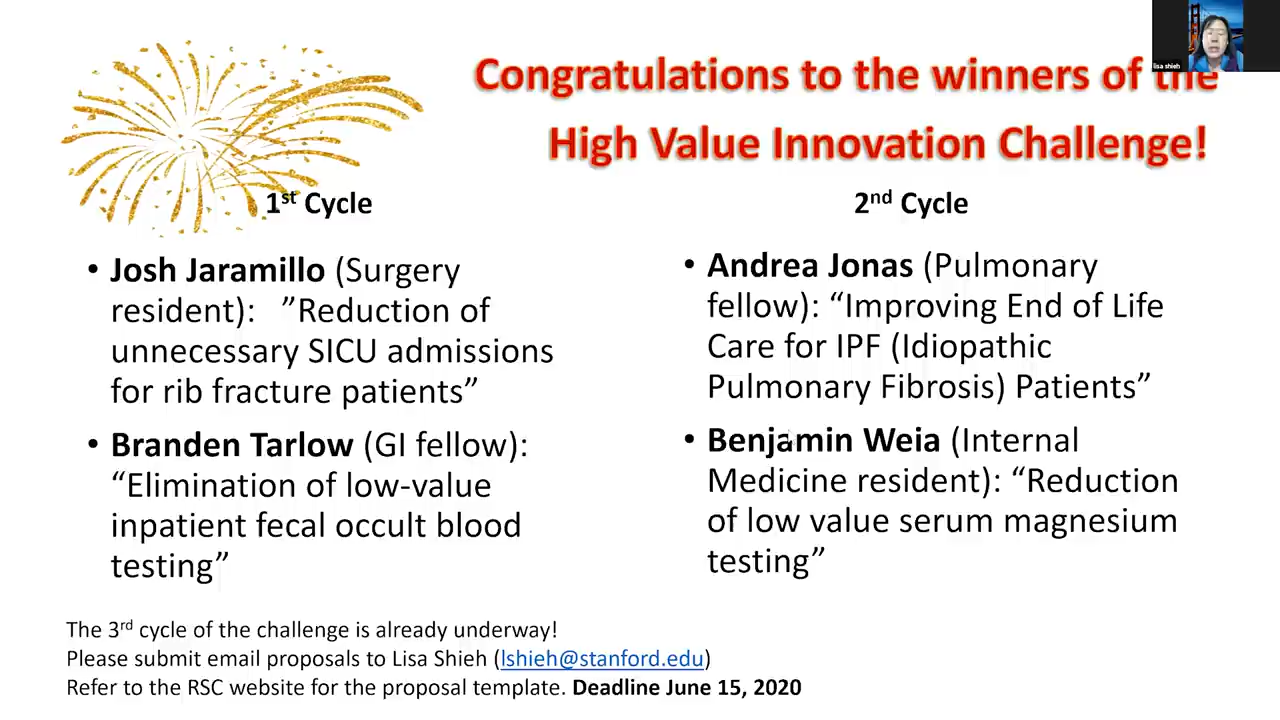 Congratulations to the winners of the
High Value Innovation Challenge!
lisa shieh
1st Cycle
• Josh Jaramillo (Surgery
resident): ”Reduction of
unnecessary SICU admissions
for rib fracture patients”
• Branden Tarlow (GI fellow):
“Elimination of low-value
inpatient fecal occult blood
testing”
2nd Cycle
• Andrea Jonas (Pulmonary
fellow): “Improving End of Life
Care for IPF (Idiopathic
Pulmonary Fibrosis) Patients”
• Benjamin Weia (Internal
Medicine resident): “Reduction
of low value serum magnesium
testing”
The 3rd cycle of the challenge is already underway!
Please submit email proposals to Lisa Shieh (lshieh@stanford.edu)
Refer to the RSC website for the proposal template. Deadline June 15, 2020